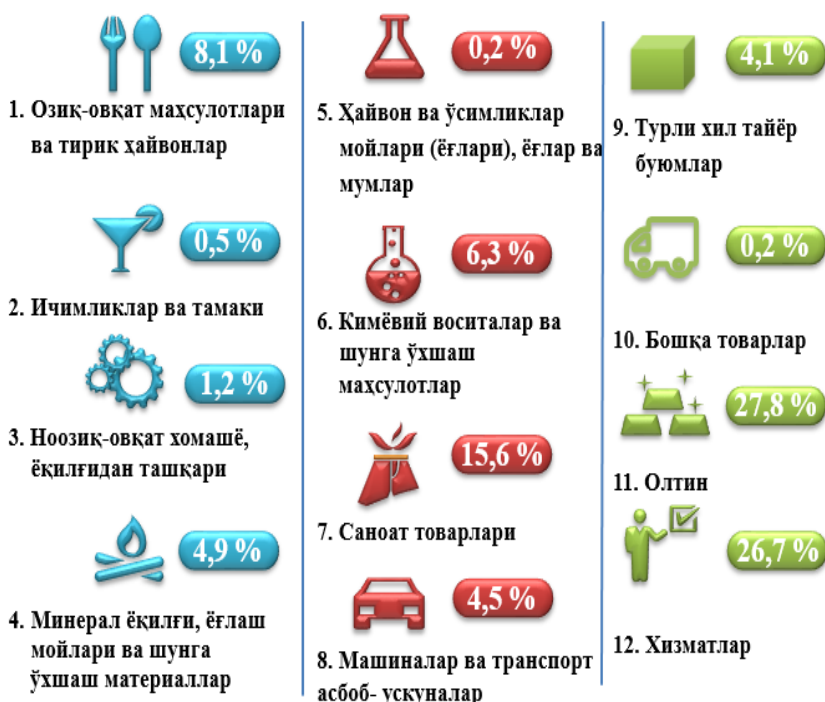 8,1 %
1. Озиқ-овқат маҳсулотлари
ва тирик ҳайвонлар
0,5 %
2. Ичимликлар ва тамаки
1,2 %
3. Ноозиқ-овқат хомашё,
ёқилғидан ташқари
4,9 %
4. Минерал ёқилғи, ёғлаш
мойлари ва шунга
ўхшаш материаллар
0,2 %
5. Ҳайвон ва ўсимликлар
мойлари (ёғлари), ёғлар ва
мумлар
6,3 %
6. Кимёвий воситалар ва
шунга ўхшаш
маҳсулотлар
15,6 %
7. Саноат товарлари
4,5 %
8. Машиналар ва транспорт
асбоб- ускуналар
4,1 %
9. Турли хил тайёр
буюмлар
0,2 %
10. Бошқа товарлар
27,8 %
11. Олтин
26,7 %
12. Хизматлар